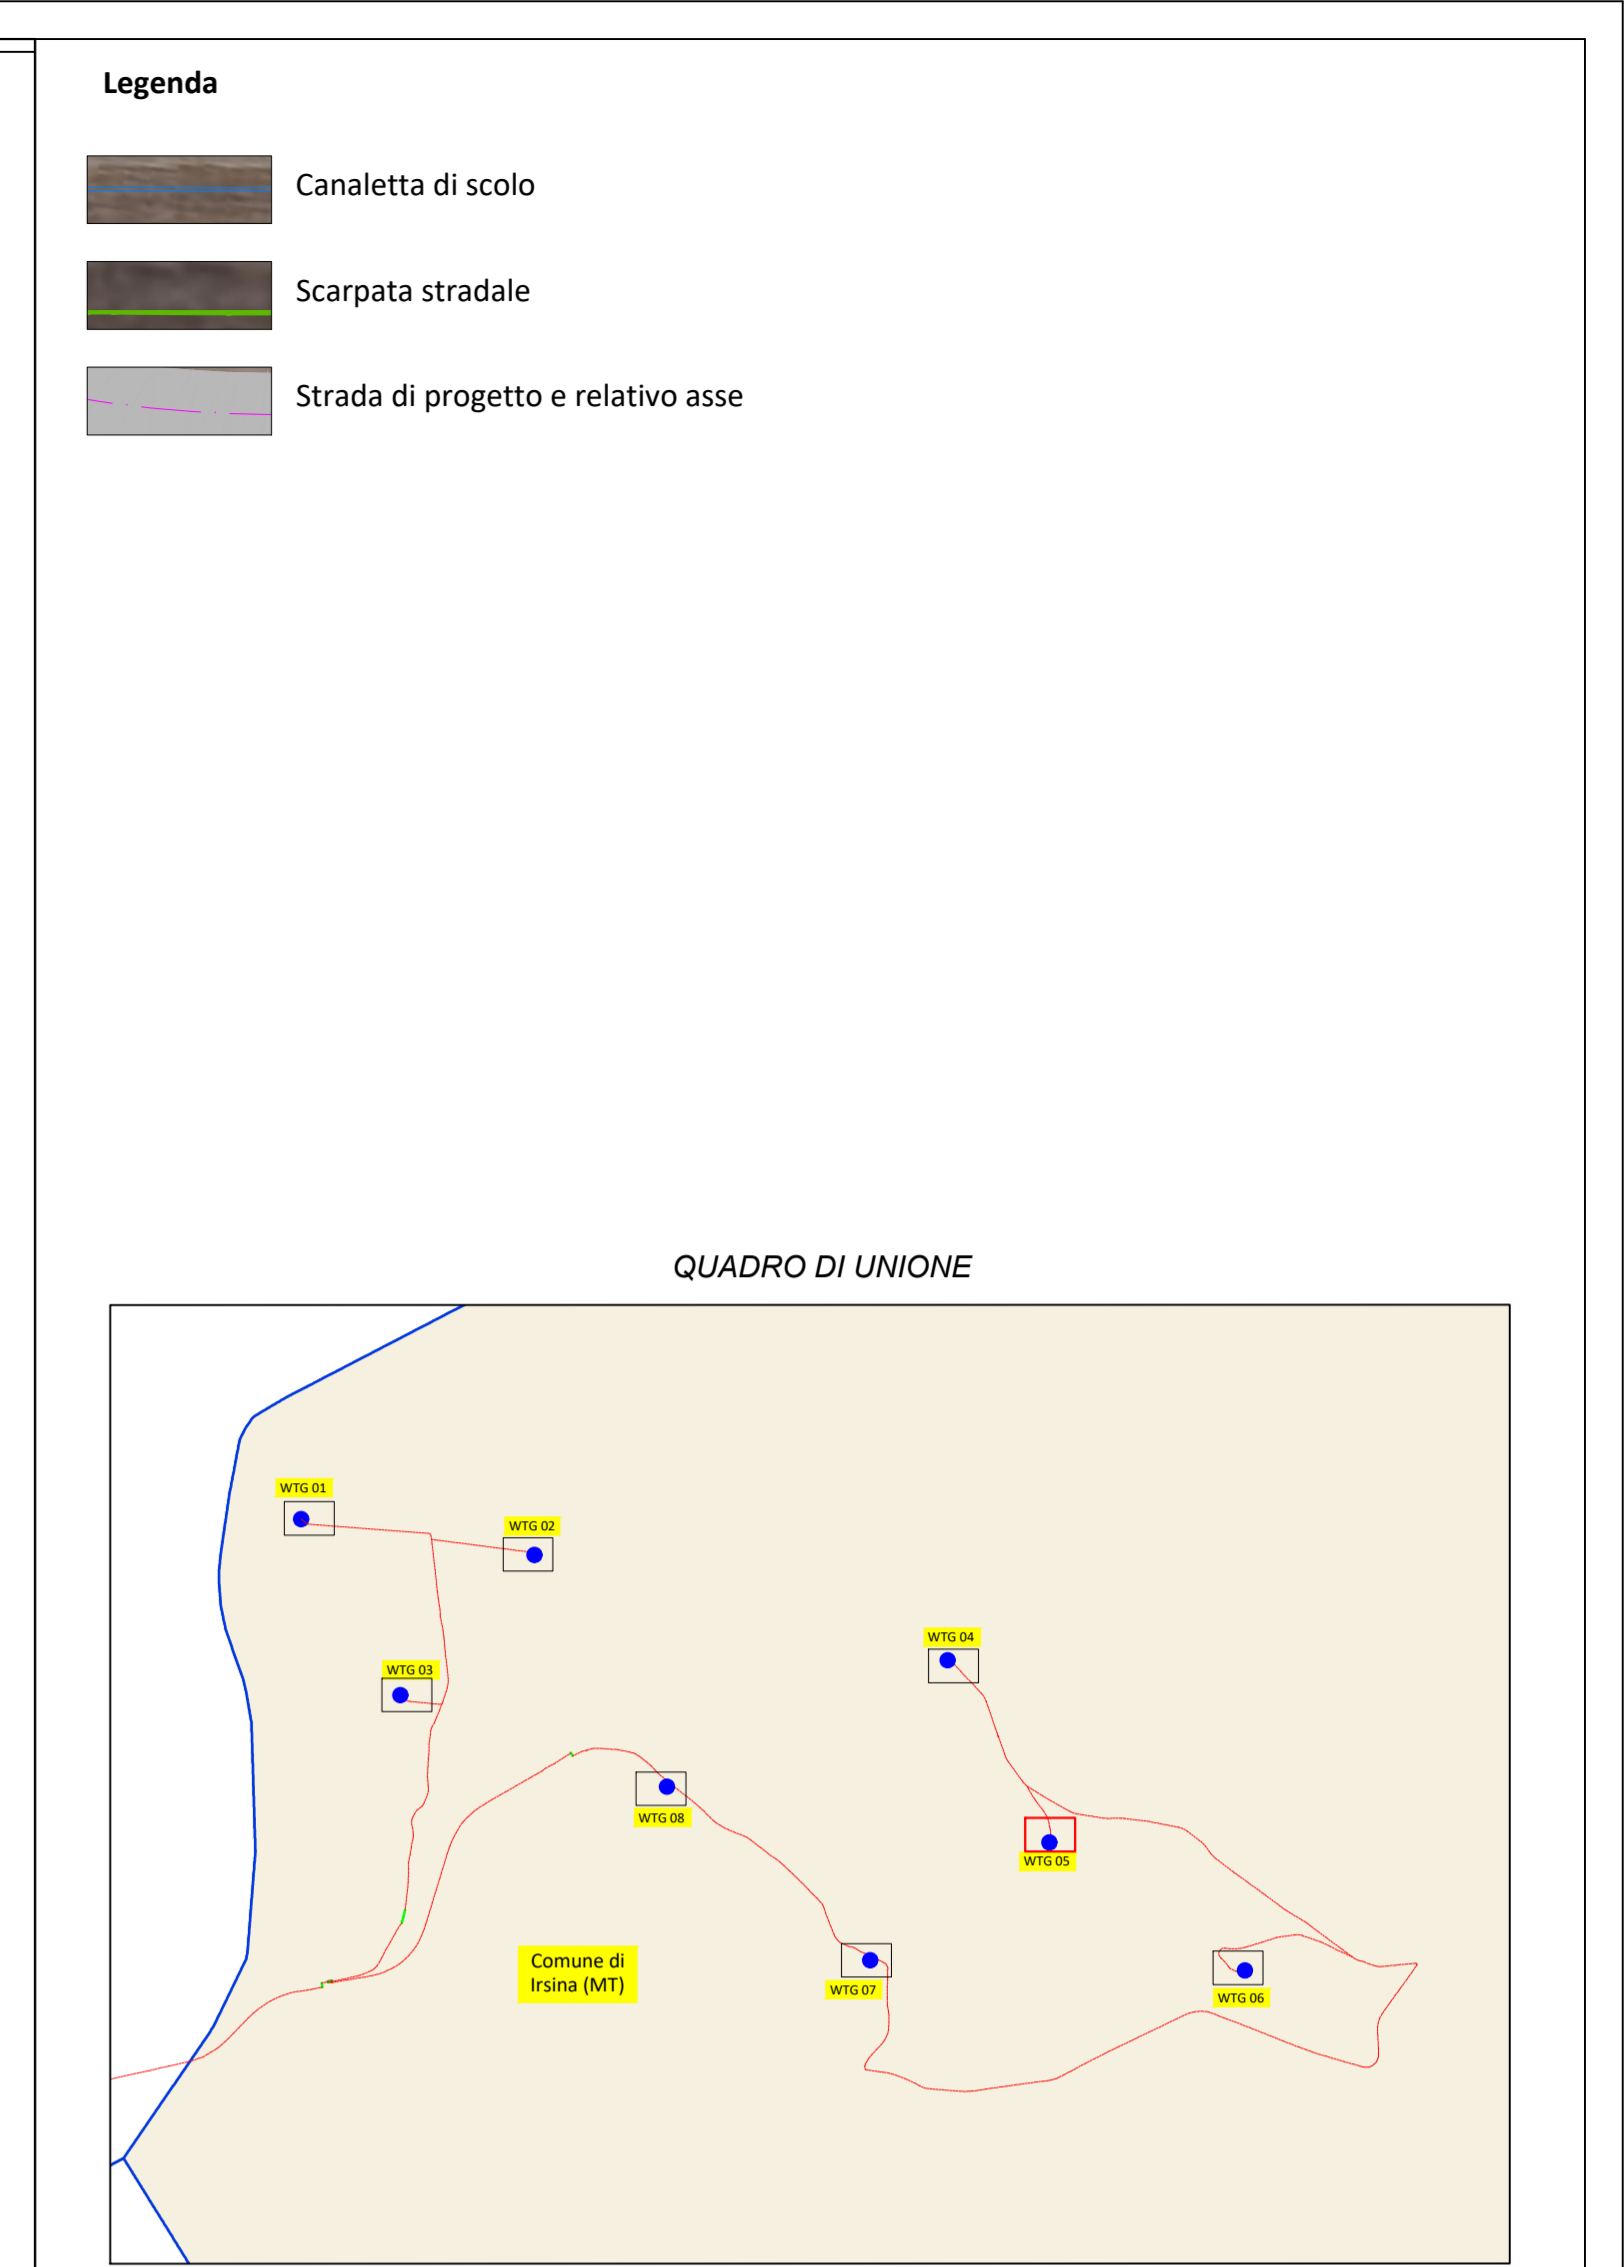 Legenda
Canaletta di scolo
Scarpata stradale
Strada di progetto e relativo asse
QUADRO DI UNIONE
WTG 01
WTG 02
WTG 04
WTG 03
WTG 08
WTG 05
Comune di
Irsina (MT)
WTG 07
WTG 06